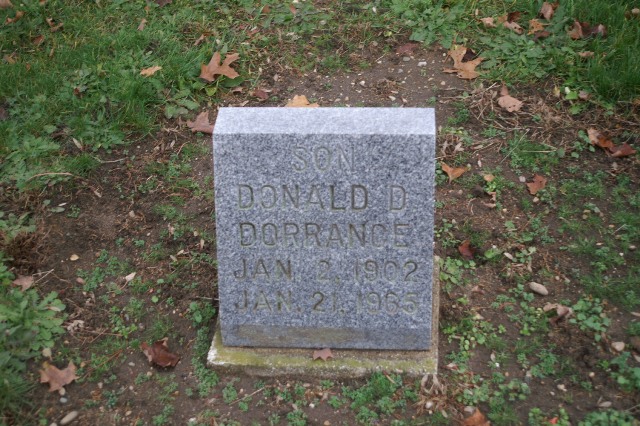 SON
DONALD D.
DORRANCE
JAN. 2, 1902
JAN. 21, 1965